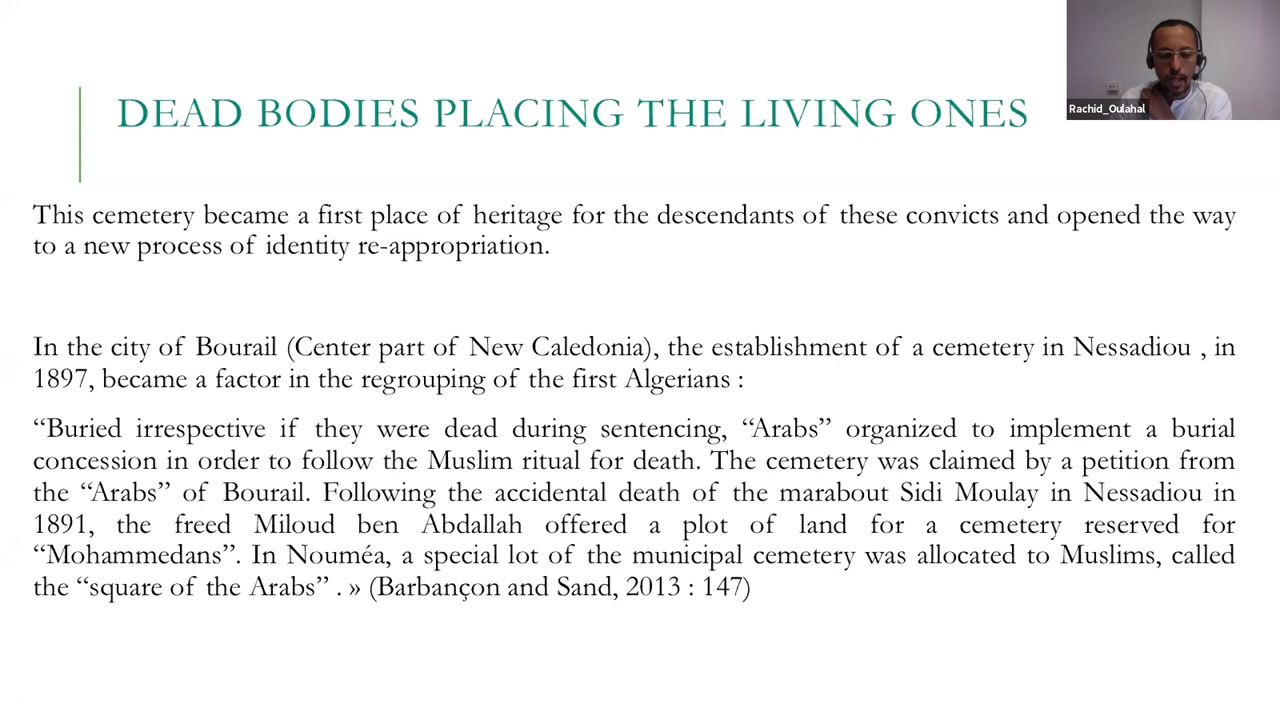 DEAD BODIES PLACING THE LIVING ONES
Rachid_Oulahal
This cemetery became a first place of heritage for the descendants of these convicts and opened the way
to a new process of identity re-appropriation.
In the city of Bourail (Center part of New Caledonia), the establishment of a cemetery in Nessadiou , in
1897, became a factor in the regrouping of the first Algerians :
“Buried irrespective if they were dead during sentencing, “Arabs” organized to implement a burial
concession in order to follow the Muslim ritual for death. The cemetery was claimed by a petition from
the “Arabs” of Bourail. Following the accidental death of the marabout Sidi Moulay in Nessadiou in
1891, the freed Miloud ben Abdallah offered a plot of land for a cemetery reserved for
“Mohammedans”. In Nouméa, a special lot of the municipal cemetery was allocated to Muslims, called
the “square of the Arabs” . » (Barbançon and Sand, 2013 : 147)